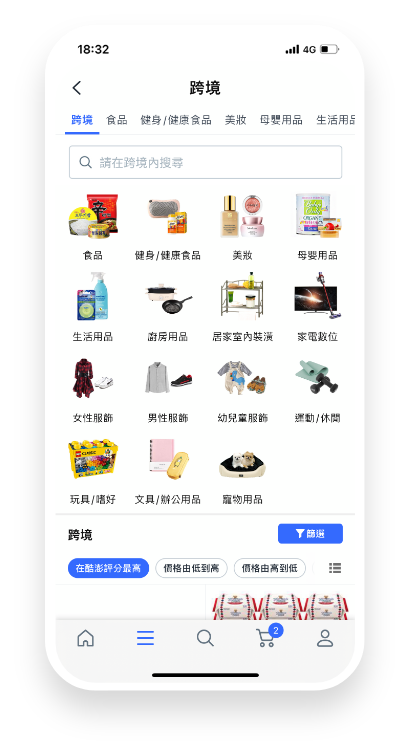 18:32
4G
跨境
跨境 食品 健身/健康食品 美妝 母嬰用品 生活用品
請在跨境內搜尋
食品 健身/健康食品 美妝 母嬰用品
生活用品 廚房用品 居家室內裝潢 家電數位
女性服飾 男性服飾 幼兒童服飾 運動/休閒
CLASSIC
玩具/嗜好 文具/辦公用品 寵物用品
跨境
篩選
在酷澎評分最高 價格由低到高 價格由高到低
2